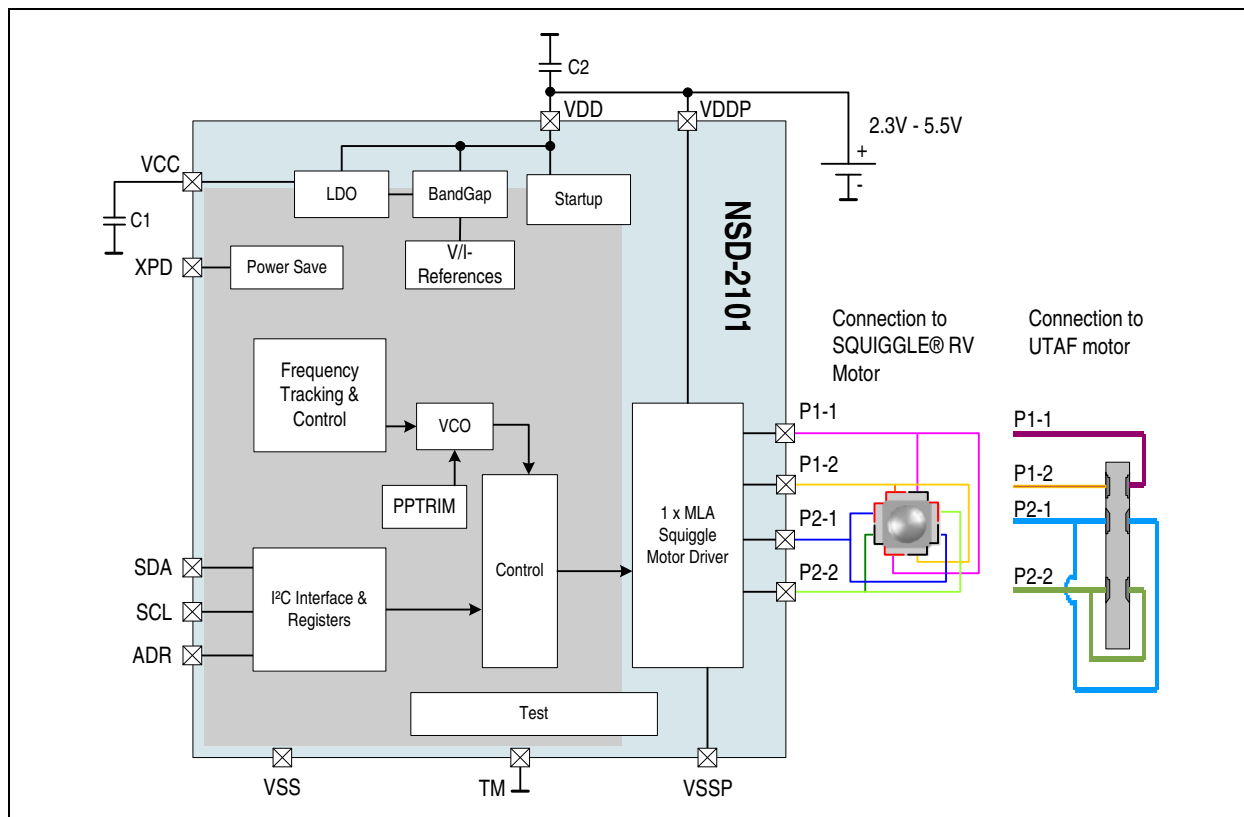 C2
VDD
VDDP
2.3V - 5.5V
+
-
VCC
C1
LDO
BandGap
Startup
V/I-
References
XPD
Power Save
NSD-2101
Connection to
SQUIGGLE® RV
Motor
Connection to
UTAF motor
Frequency
Tracking &
Control
VCO
PPTRIM
Control
1 x MLA
Squiggle
Motor Driver
P1-1
P1-2
P2-1
P2-2
P1-1
P1-2
P2-1
P2-2
SDA
SCL
ADR
I²C Interface &
Registers
Test
VSS
TM
VSSP